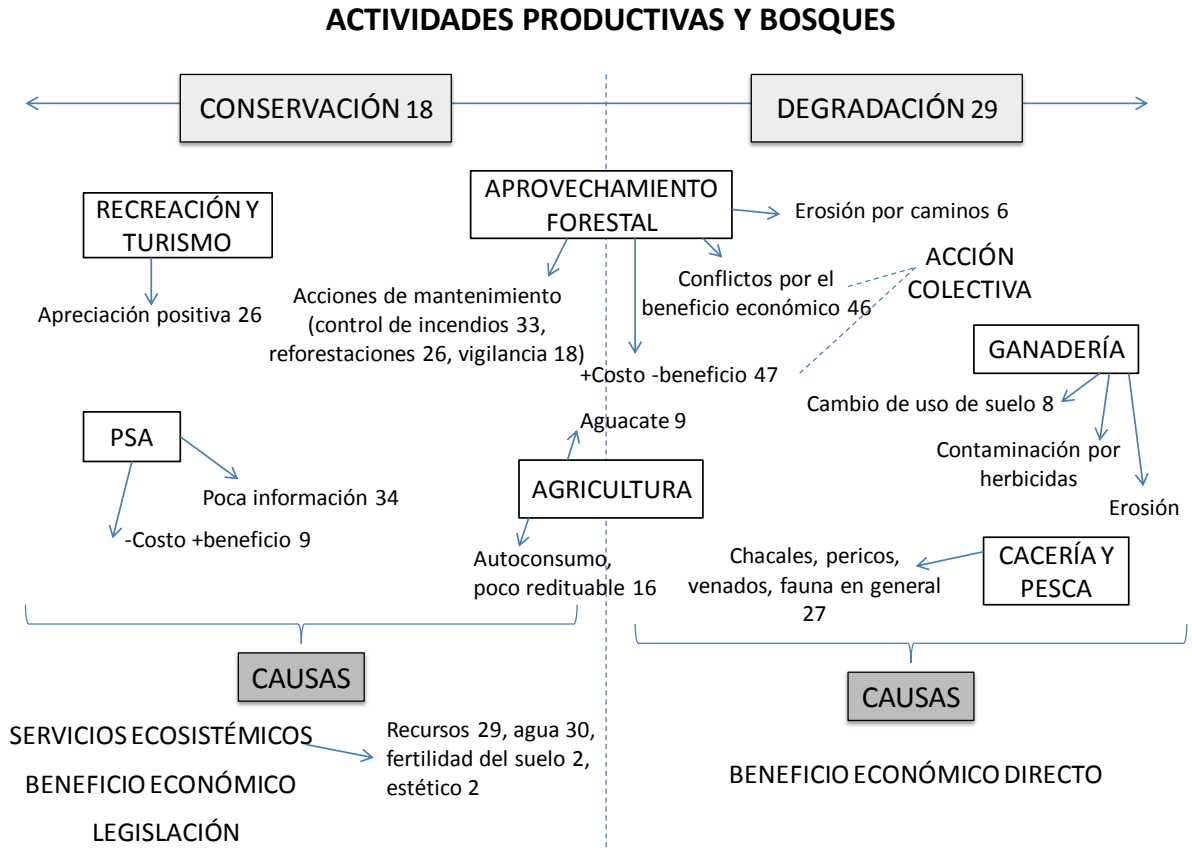 ACTIVIDADES PRODUCTIVAS Y BOSQUES
CONSERVACIÓN 18
DEGRADACIÓN 29
RECREACIÓN Y
TURISMO
Apreciación positiva 26
APROVECHAMIENTO
FORESTAL
Erosión por caminos 6
Acciones de mantenimiento
(control de incendios 33,
reforestaciones 26, vigilancia 18)
Conflictos por el
beneficio económico 46
ACCIÓN
COLECTIVA
+Costo -beneficio 47
GANADERÍA
Cambio de uso de suelo 8
Contaminación por
herbicidas
Erosión
PSA
Poca información 34
-Costo +beneficio 9
Aguacate 9
AGRICULTURA
Autoconsumo,
poco redituable 16
Chacales, pericos,
venados, fauna en general
27
CACERÍA Y
PESCA
CAUSAS
SERVICIOS ECOSISTÉMICOS
Recursos 29, agua 30,
fertilidad del suelo 2,
estético 2
BENEFICIO ECONÓMICO
LEGISLACIÓN
CAUSAS
BENEFICIO ECONÓMICO DIRECTO